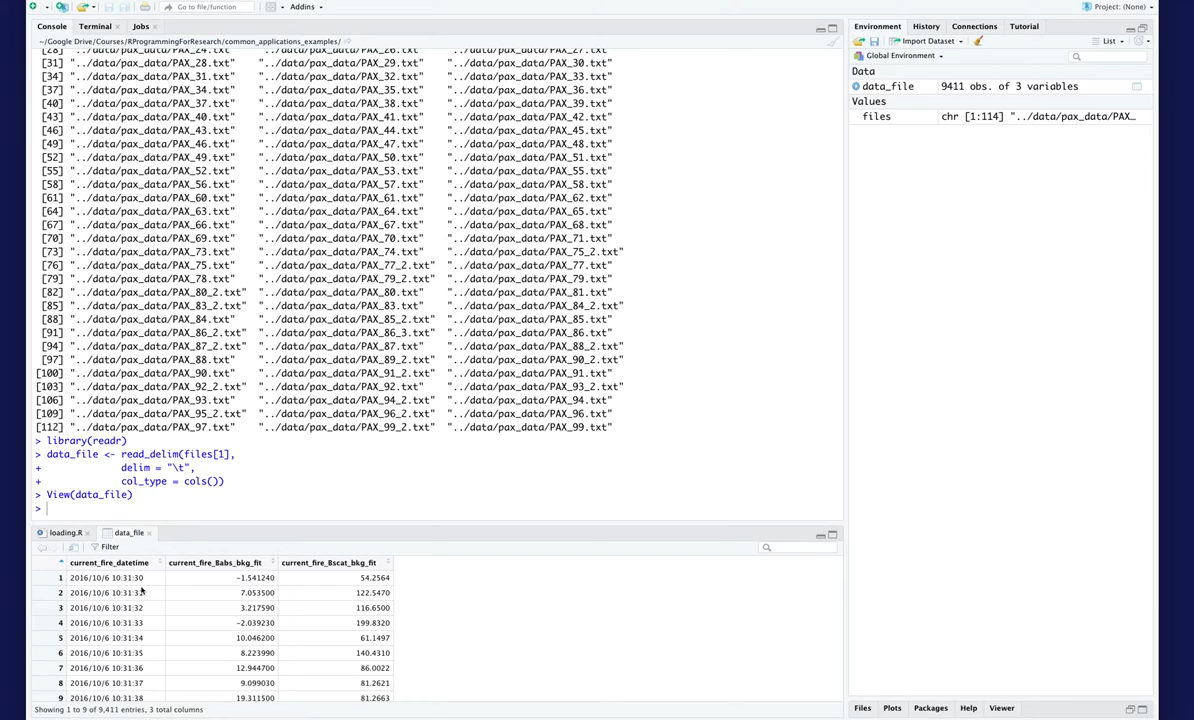 Go to file/function
Addins
Project: (None)
Console Terminal Jobs
~/Google Drive/Courses/RProgrammingForResearch/common_applications_examples/
[28] "../data/pax_data/PAX_24.txt" "../data/pax_data/PAX_26.txt" "../data/pax_data/PAX_27.txt"
[31] "../data/pax_data/PAX_28.txt" "../data/pax_data/PAX_29.txt" "../data/pax_data/PAX_30.txt"
[34] "../data/pax_data/PAX_31.txt" "../data/pax_data/PAX_32.txt" "../data/pax_data/PAX_33.txt"
[37] "../data/pax_data/PAX_34.txt" "../data/pax_data/PAX_35.txt" "../data/pax_data/PAX_36.txt"
[40] "../data/pax_data/PAX_37.txt" "../data/pax_data/PAX_38.txt" "../data/pax_data/PAX_39.txt"
[43] "../data/pax_data/PAX_40.txt" "../data/pax_data/PAX_41.txt" "../data/pax_data/PAX_42.txt"
[46] "../data/pax_data/PAX_43.txt" "../data/pax_data/PAX_44.txt" "../data/pax_data/PAX_45.txt"
[49] "../data/pax_data/PAX_46.txt" "../data/pax_data/PAX_47.txt" "../data/pax_data/PAX_48.txt"
[52] "../data/pax_data/PAX_49.txt" "../data/pax_data/PAX_50.txt" "../data/pax_data/PAX_51.txt"
[55] "../data/pax_data/PAX_52.txt" "../data/pax_data/PAX_53.txt" "../data/pax_data/PAX_55.txt"
[58] "../data/pax_data/PAX_56.txt" "../data/pax_data/PAX_57.txt" "../data/pax_data/PAX_58.txt"
[61] "../data/pax_data/PAX_60.txt" "../data/pax_data/PAX_61.txt" "../data/pax_data/PAX_62.txt"
[64] "../data/pax_data/PAX_63.txt" "../data/pax_data/PAX_64.txt" "../data/pax_data/PAX_65.txt"
[67] "../data/pax_data/PAX_66.txt" "../data/pax_data/PAX_67.txt" "../data/pax_data/PAX_68.txt"
[70] "../data/pax_data/PAX_69.txt" "../data/pax_data/PAX_70.txt" "../data/pax_data/PAX_71.txt"
[73] "../data/pax_data/PAX_73.txt" "../data/pax_data/PAX_74.txt" "../data/pax_data/PAX_75_2.txt"
[76] "../data/pax_data/PAX_75.txt" "../data/pax_data/PAX_77_2.txt" "../data/pax_data/PAX_77.txt"
[79] "../data/pax_data/PAX_78.txt" "../data/pax_data/PAX_79_2.txt" "../data/pax_data/PAX_79.txt"
[82] "../data/pax_data/PAX_80_2.txt" "../data/pax_data/PAX_80.txt" "../data/pax_data/PAX_81.txt"
[85] "../data/pax_data/PAX_83_2.txt" "../data/pax_data/PAX_83.txt" "../data/pax_data/PAX_84_2.txt"
[88] "../data/pax_data/PAX_84.txt" "../data/pax_data/PAX_85_2.txt" "../data/pax_data/PAX_85.txt"
[91] "../data/pax_data/PAX_86_2.txt" "../data/pax_data/PAX_86_3.txt" "../data/pax_data/PAX_86.txt"
[94] "../data/pax_data/PAX_87_2.txt" "../data/pax_data/PAX_87.txt" "../data/pax_data/PAX_88_2.txt"
[97] "../data/pax_data/PAX_88.txt" "../data/pax_data/PAX_89_2.txt" "../data/pax_data/PAX_90_2.txt"
[100] "../data/pax_data/PAX_90.txt" "../data/pax_data/PAX_91_2.txt" "../data/pax_data/PAX_91.txt"
[103] "../data/pax_data/PAX_92_2.txt" "../data/pax_data/PAX_92.txt" "../data/pax_data/PAX_93_2.txt"
[106] "../data/pax_data/PAX_93.txt" "../data/pax_data/PAX_94_2.txt" "../data/pax_data/PAX_94.txt"
[109] "../data/pax_data/PAX_95_2.txt" "../data/pax_data/PAX_96_2.txt" "../data/pax_data/PAX_96.txt"
[112] "../data/pax_data/PAX_97.txt" "../data/pax_data/PAX_99_2.txt" "../data/pax_data/PAX_99.txt"
> library(readr)
> data_file <- read_delim(files[1],
+ delim = "\t",
+ col_type = cols())
> View(data_file)
>
loading.R data_file
Filter
current_fire_datetime current_fire_Babs_bkg_fit current_fire_Bscat_bkg_fit
1 2016/10/6 10:31:30 -1.541240 54.2564
2 2016/10/6 10:31:31 7.053500 122.5470
3 2016/10/6 10:31:32 3.217590 116.6500
4 2016/10/6 10:31:33 -2.039230 199.8320
5 2016/10/6 10:31:34 10.046200 61.1497
6 2016/10/6 10:31:35 8.223990 140.4310
7 2016/10/6 10:31:36 12.944700 86.0022
8 2016/10/6 10:31:37 9.099030 81.2621
9 2016/10/6 10:31:38 19.311500 81.2663
Showing 1 to 9 of 9,411 entries, 3 total columns
Environment History Connections Tutorial
Import Dataset List
Global Environment
Data
data_file 9411 obs. of 3 variables
Values
files chr [1:114] "../data/pax_data/PAX…
Files Plots Packages Help Viewer